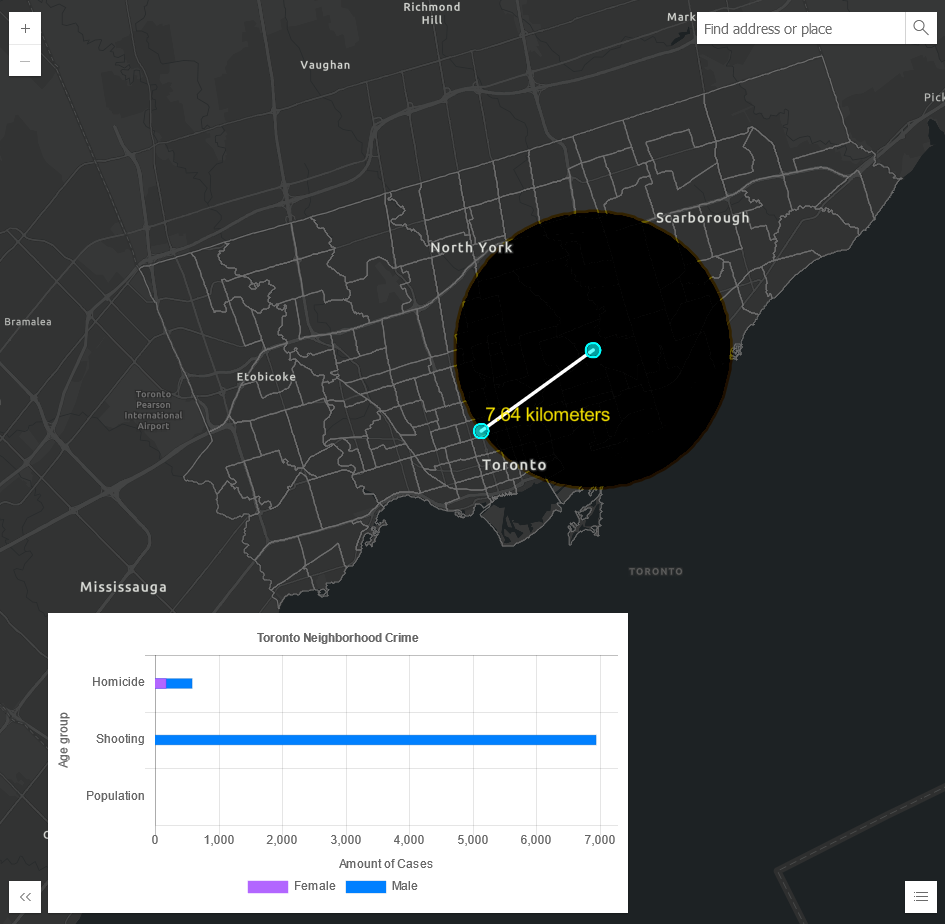 Richmond
Hill
Mark
Find address or place
Vaughan
Pick
Scarborough
North York
Bramalea
Etobicoke
Toronto
Pearson
International
Airport
7.64 kilometers
Toronto
TORONTO
Mississauga
Toronto Neighborhood Crime
Homicide
Age group
Shooting
Population
0
1,000
2,000
3,000
4,000
5,000
6,000
7,000
Amount of Cases
Female
Male